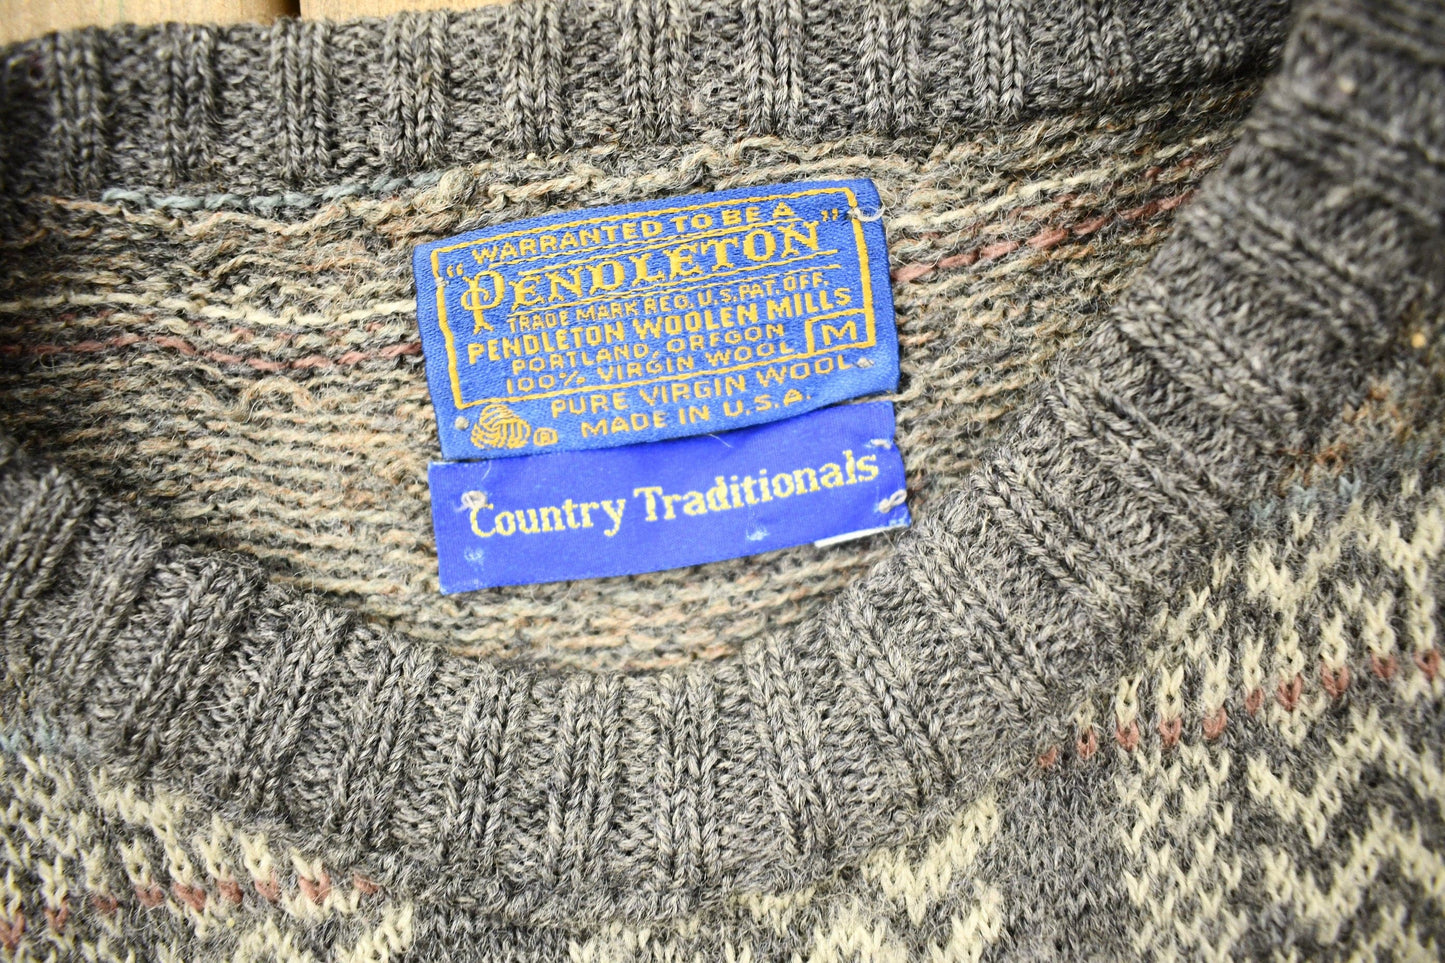 WARRANTED TO BE A
"PENDLETON"
TRADE MARK REG. U.S. PAT. OFF.
PENDLETON WOOLEN MILLS
PORTLAND, OREGON
100% VIRGIN WOOL M
PURE VIRGIN WOOL
® MADE IN U.S.A.
Country Traditionals